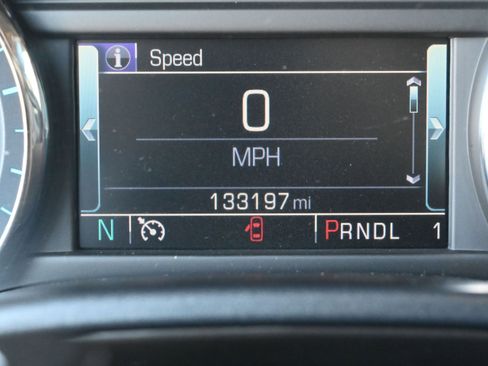 i Speed
0
MPH
133197 mi
N PRNDL 1